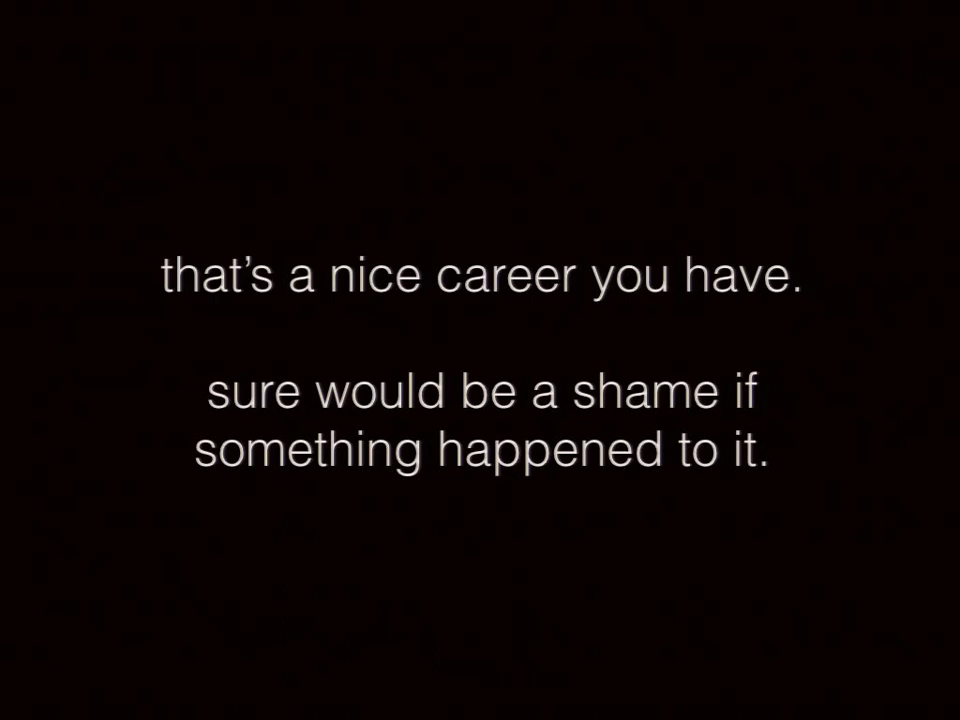 that’s a nice career you have.
sure would be a shame if
something happened to it.